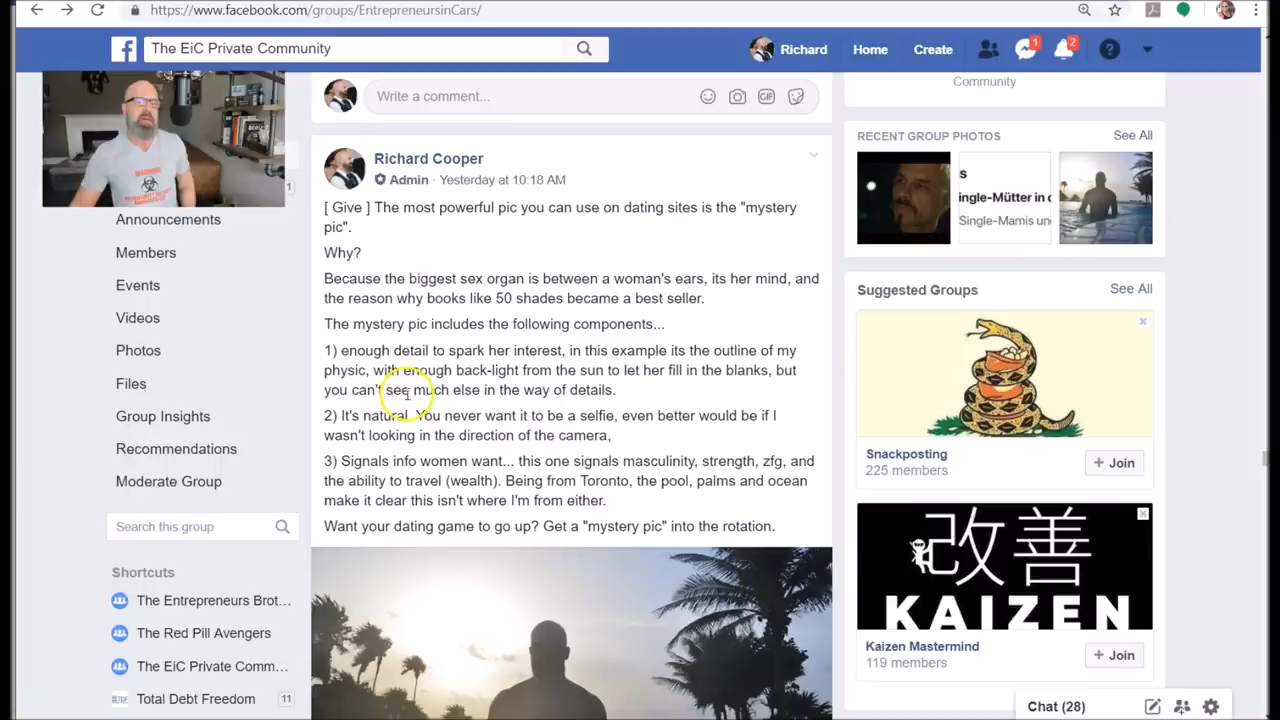 https://www.facebook.com/groups/EntrepreneursinCars/
The EiC Private Community
Richard
Home
Create
1
2
1
Announcements
Members
Events
Videos
Photos
Files
Group Insights
Recommendations
Moderate Group
Search this group
Shortcuts
The Entrepreneurs Brot...
The Red Pill Avengers
The EiC Private Comm...
Total Debt Freedom
11
Write a comment...
GIF
Richard Cooper
Admin · Yesterday at 10:18 AM
[ Give ] The most powerful pic you can use on dating sites is the "mystery
pic".
Why?
Because the biggest sex organ is between a woman's ears, its her mind, and
the reason why books like 50 shades became a best seller.
The mystery pic includes the following components...
1) enough detail to spark her interest, in this example its the outline of my
physic, with enough back-light from the sun to let her fill in the blanks, but
you can't see much else in the way of details.
2) It's natural. You never want it to be a selfie, even better would be if I
wasn't looking in the direction of the camera,
3) Signals info women want... this one signals masculinity, strength, zfg, and
the ability to travel (wealth). Being from Toronto, the pool, palms and ocean
make it clear this isn't where I'm from either.
Want your dating game to go up? Get a "mystery pic" into the rotation.
Community
RECENT GROUP PHOTOS
See All
s
ingle-Mütter in d
Single-Mamis un
Suggested Groups
See All
Snackposting
225 members
+ Join
改善
KAIZEN
Kaizen Mastermind
119 members
+ Join
Chat (28)